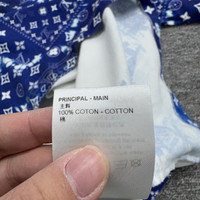 PRINCIPAL - MAIN
主料
100% COTON - COTTON
棉